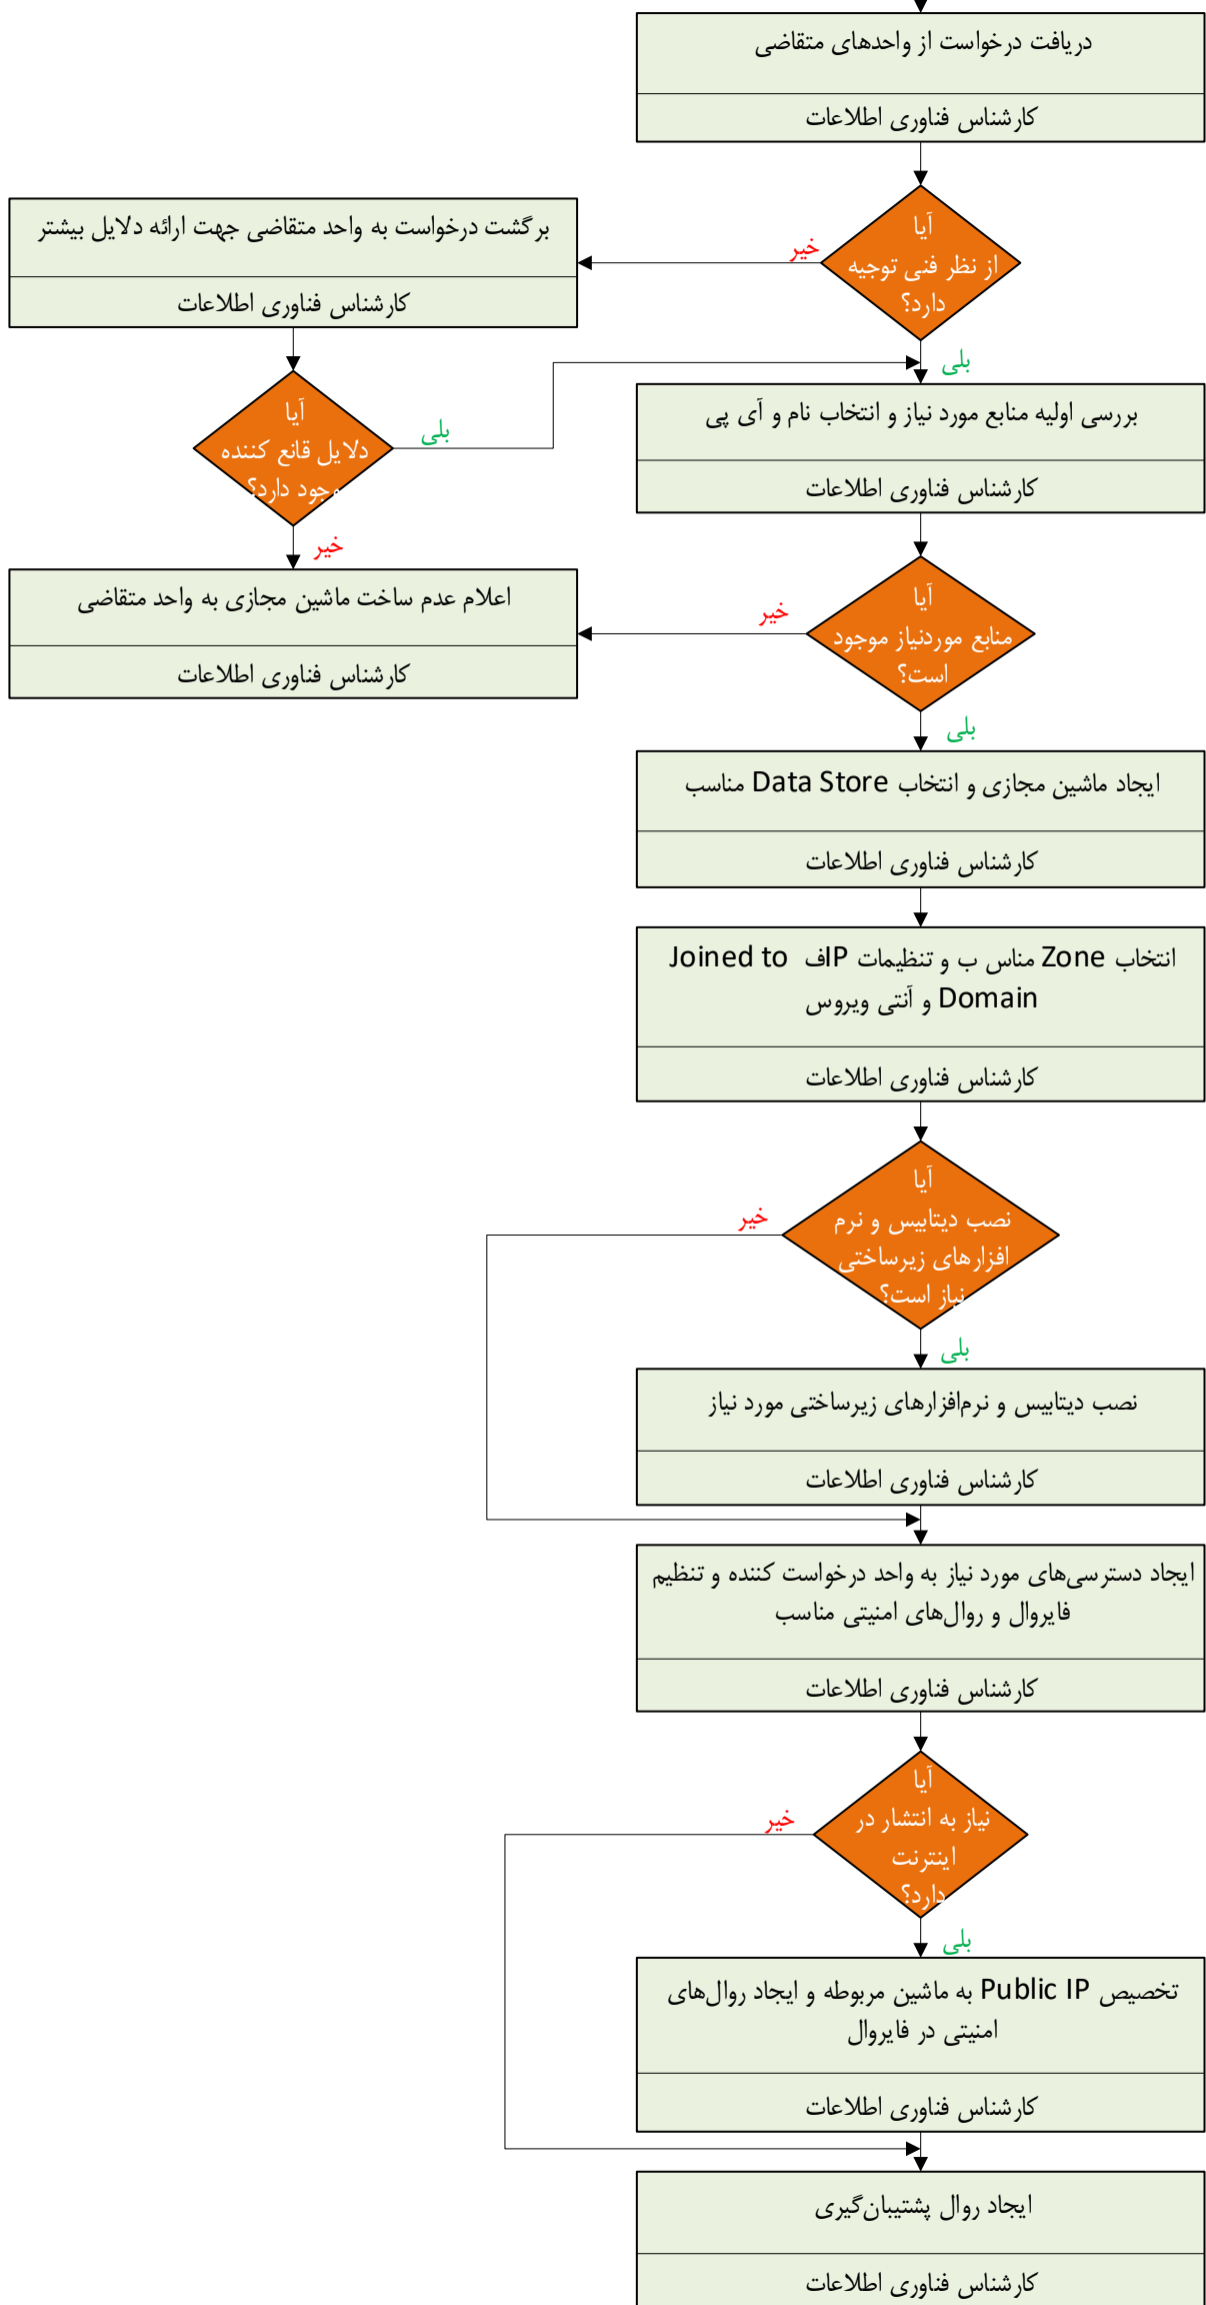 دریافت درخواست از واحدهای متقاضی
کارشناس فناوری اطلاعات
آیا
از نظر فنی توجیه
دارد؟
خیر
بلی
برگشت درخواست به واحد متقاضی جهت ارائه دلایل بیشتر
کارشناس فناوری اطلاعات
آیا
دلایل قانع کننده
وجود دارد؟
بلی
خیر
بررسی اولیه منابع مورد نیاز و انتخاب نام و آی پی
کارشناس فناوری اطلاعات
آیا
منابع موردنیاز موجود
است؟
خیر
بلی
اعلام عدم ساخت ماشین مجازی به واحد متقاضی
کارشناس فناوری اطلاعات
ایجاد ماشین مجازی و انتخاب Data Store مناسب
کارشناس فناوری اطلاعات
انتخاب Zone مناس ب و تنظیمات IPف Joined to
Domain و آنتی ویروس
کارشناس فناوری اطلاعات
آیا
نصب دیتابیس و نرم
افزارهای زیرساختی
نیاز است؟
خیر
بلی
نصب دیتابیس و نرم‌افزارهای زیرساختی مورد نیاز
کارشناس فناوری اطلاعات
ایجاد دسترسی‌های مورد نیاز به واحد درخواست کننده و تنظیم
فایروال و روال‌های امنیتی مناسب
کارشناس فناوری اطلاعات
آیا
نیاز به انتشار در
اینترنت
دارد؟
خیر
بلی
تخصیص Public IP به ماشین مربوطه و ایجاد روال‌های
امنیتی در فایروال
کارشناس فناوری اطلاعات
ایجاد روال پشتیبان‌گیری
کارشناس فناوری اطلاعات